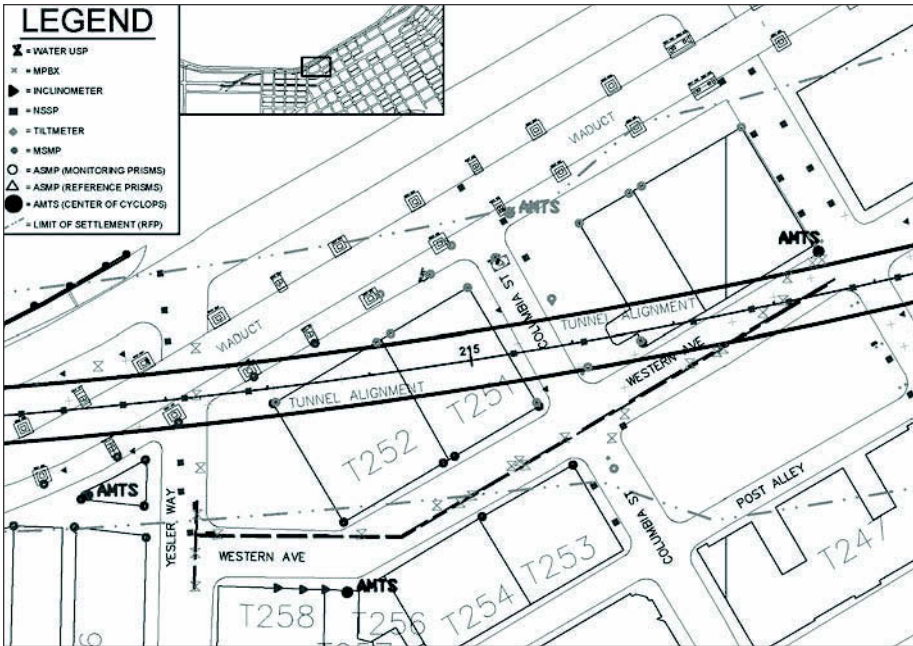 LEGEND
= WATER USP
= MPBX
= INCLINOMETER
= NSSP
= TILTMETER
= MSMP
= ASMP (MONITORING PRISMS)
= ASMP (REFERENCE PRISMS)
= AMTS (CENTER OF CYCLOPS)
= LIMIT OF SETTLEMENT (RFP)
VIADUCT
AMTS
AMTS
COLUMBIA ST
TUNNEL ALIGNMENT
VIADUCT
215
WESTERN AVE
TUNNEL ALIGNMENT
T251
T252
AMTS
YESLER WAY
POST ALLEY
COLUMBIA ST
WESTERN AVE
T247
T253
T254
AMTS
T258
T256